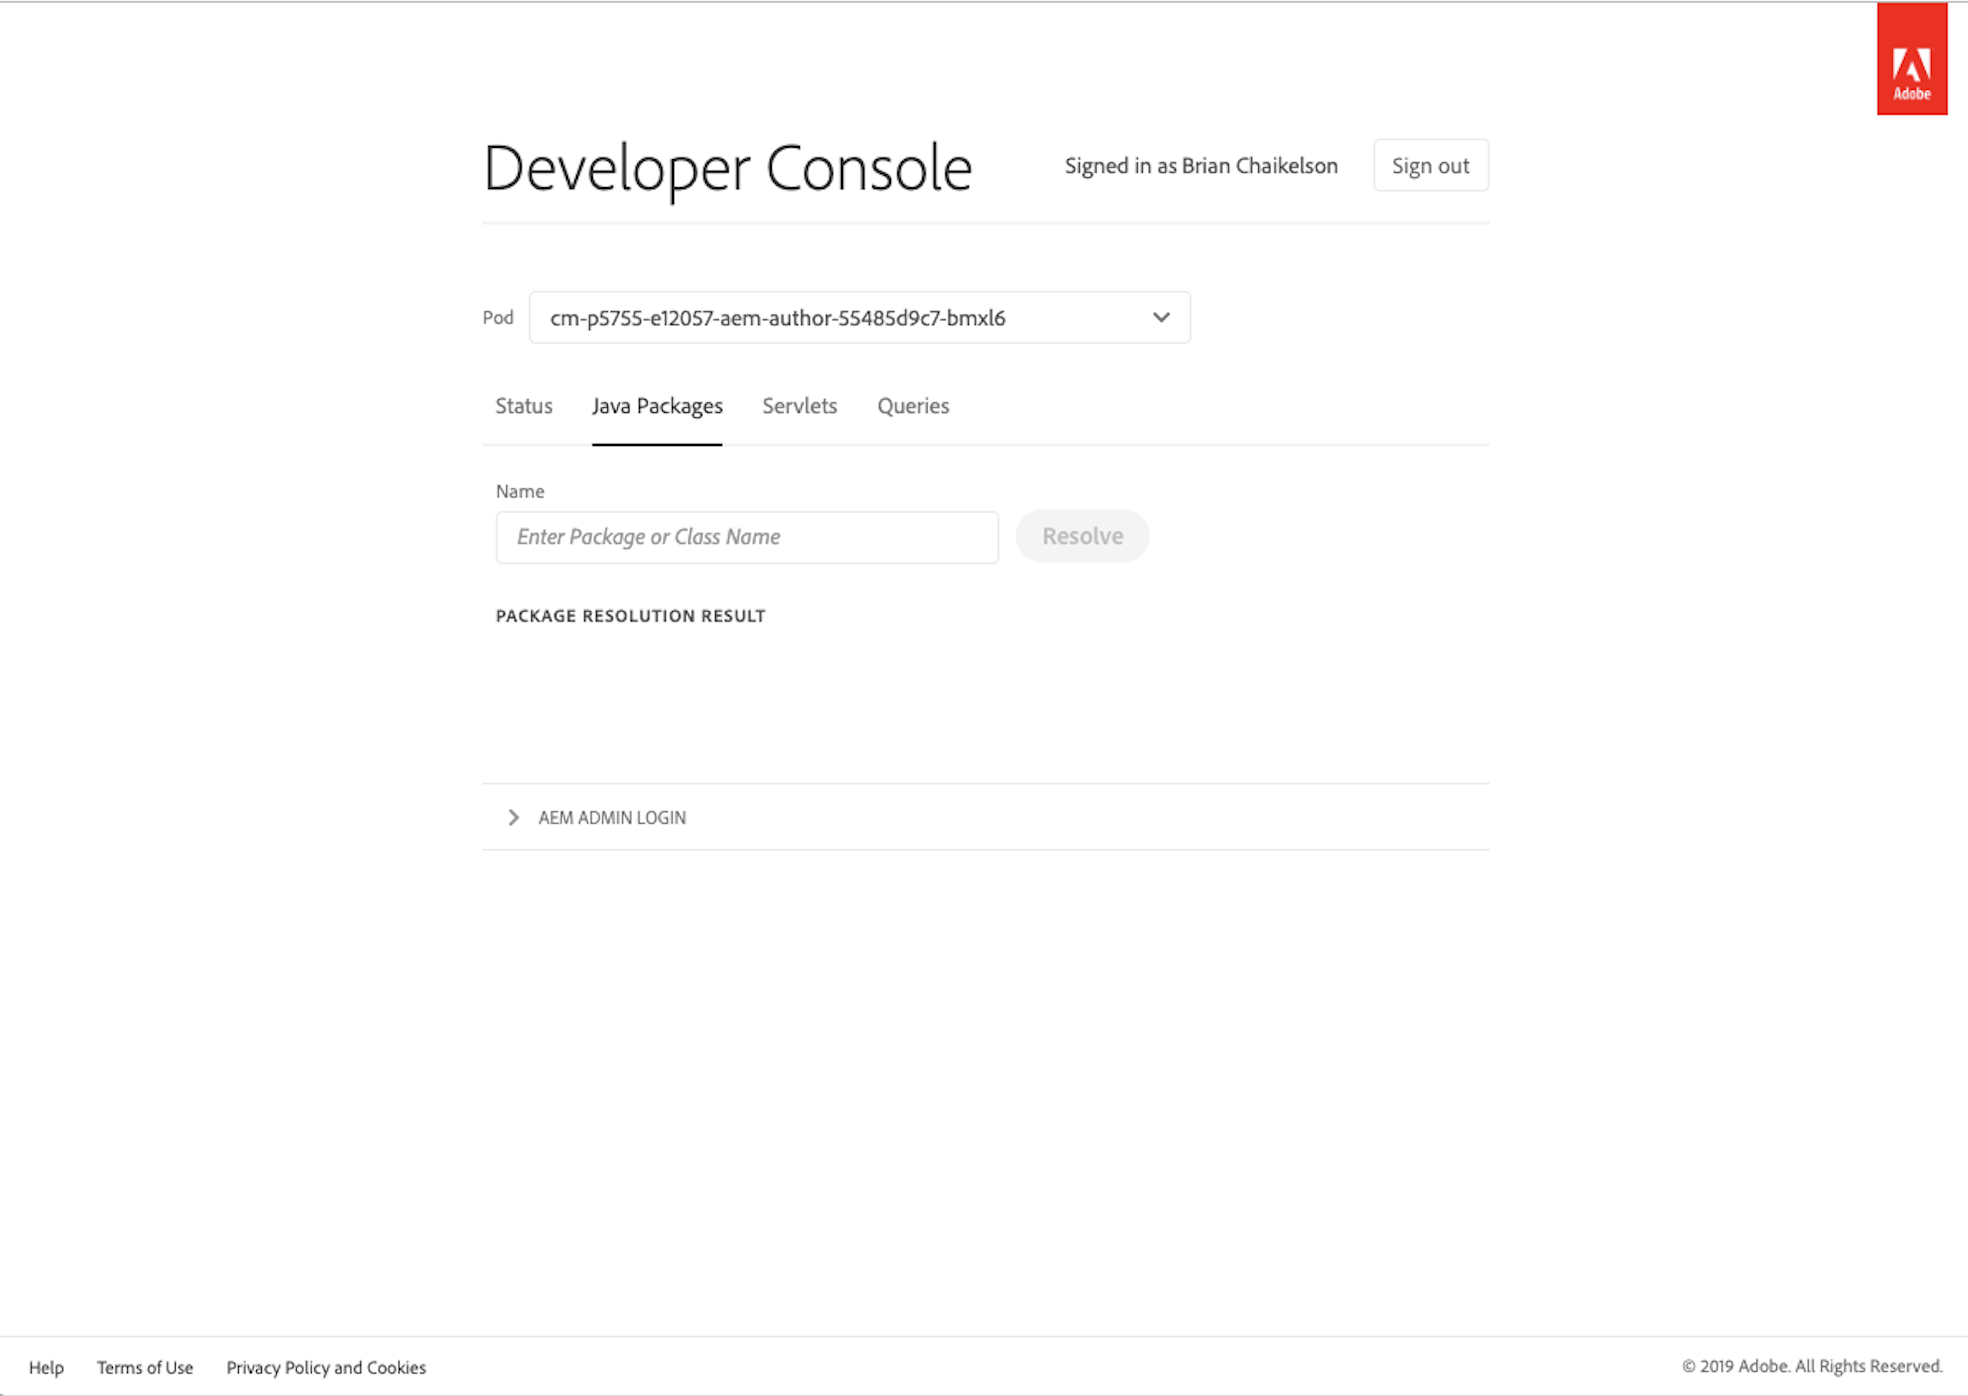 Adobe
Developer Console
Signed in as Brian Chaikelson
Sign out
Pod
cm-p5755-e12057-aem-author-55485d9c7-bmxl6
Status Java Packages Servlets Queries
Name
Enter Package or Class Name
Resolve
PACKAGE RESOLUTION RESULT
AEM ADMIN LOGIN
Help Terms of Use Privacy Policy and Cookies
© 2019 Adobe. All Rights Reserved.